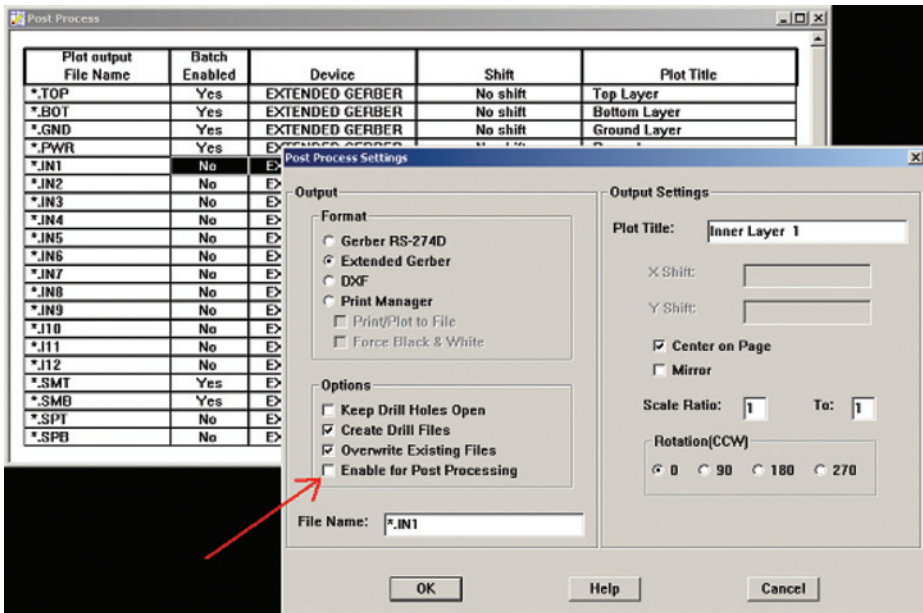 Post Process
Plot output File Name Batch Enabled Device Shift Plot Title
*.TOP Yes EXTENDED GERBER No shift Top Layer
*.BOT Yes EXTENDED GERBER No shift Bottom Layer
*.GND Yes EXTENDED GERBER No shift Ground Layer
*.PWR Yes
*.IN1 No
*.IN2 No
*.IN3 No
*.IN4 No
*.IN5 No
*.IN6 No
*.IN7 No
*.IN8 No
*.IN9 No
*.I10 No
*.I11 No
*.I12 No
*.SMT Yes
*.SMB Yes
*.SPT No
*.SPB No
Post Process Settings
Output
Format
Gerber RS-274D
Extended Gerber
DXF
Print Manager
Print/Plot to File
Force Black & White
Options
Keep Drill Holes Open
Create Drill Files
Overwrite Existing Files
Enable for Post Processing
File Name: *.IN1
Output Settings
Plot Title: Inner Layer 1
X Shift:
Y Shift:
Center on Page
Mirror
Scale Ratio: 1 To: 1
Rotation(CCW)
0 90 180 270
OK Help Cancel